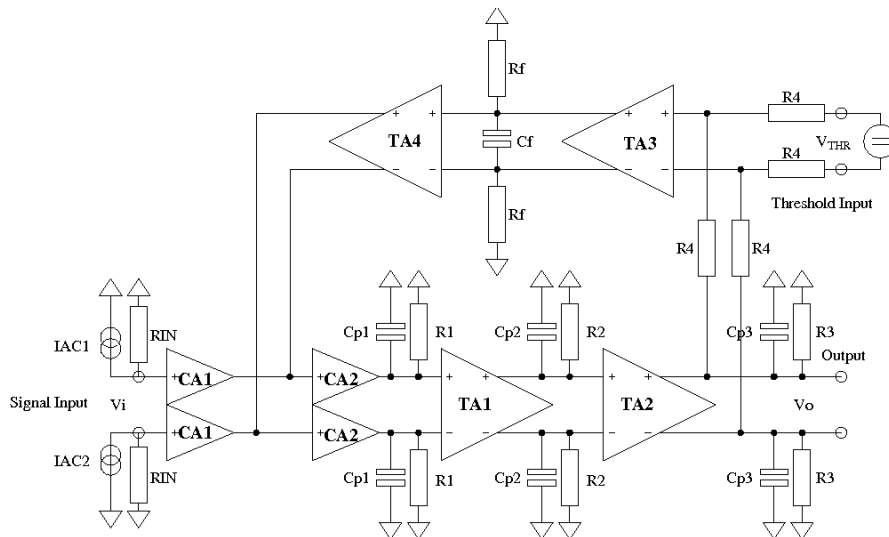 Rf
R4
TA4 Cf TA3 VTHR
R4
Rf
Threshold Input
R4 R4
IAC1 RIN Cp1 R1 Cp2 R2 Cp3 R3
Output
+ CA1 + CA2 + + + +
Signal Input Vi TA1 TA2 Vo
+ CA1 + CA2 − − − −
IAC2 RIN Cp1 R1 Cp2 R2 Cp3 R3